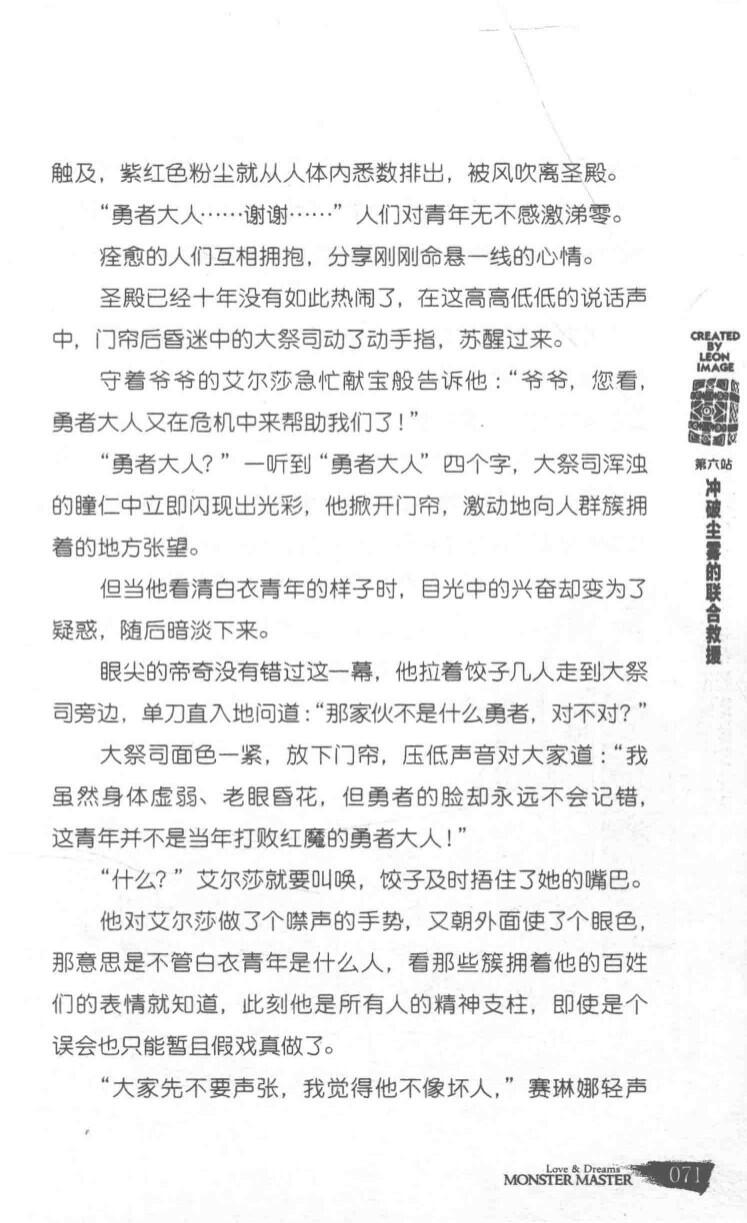 触及，紫红色粉尘就从人体内悉数排出，被风吹离圣殿。
“勇者大人……谢谢……”人们对青年无不感激涕零。
痊愈的人们互相拥抱，分享刚刚命悬一线的心情。
圣殿已经十年没有如此热闹了，在这高高低低的说话声
中，门帘后昏迷中的大祭司动了动手指，苏醒过来。
守着爷爷的艾尔莎急忙献宝般告诉他：“爷爷，您看，
勇者大人又在危机中来帮助我们了！”
“勇者大人？”一听到“勇者大人”四个字，大祭司浑浊
的瞳仁中立即闪现出光彩，他掀开门帘，激动地向人群簇拥
着的地方张望。
但当他看清白衣青年的样子时，目光中的兴奋却变为了
疑惑，随后暗淡下来。
眼尖的帝奇没有错过这一幕，他拉着饺子几人走到大祭
司旁边，单刀直入地问道：“那家伙不是什么勇者，对不对？”
大祭司面色一紧，放下门帘，压低声音对大家道：“我
虽然身体虚弱、老眼昏花，但勇者的脸却永远不会记错，
这青年并不是当年打败红魔的勇者大人！”
“什么？”艾尔莎就要叫唤，饺子及时捂住了她的嘴巴。
他对艾尔莎做了个噤声的手势，又朝外面使了个眼色，
那意思是不管白衣青年是什么人，看那些簇拥着他的百姓
们的表情就知道，此刻他是所有人的精神支柱，即使是个
误会也只能暂且假戏真做了。
“大家先不要声张，我觉得他不像坏人，”赛琳娜轻声
CREATED
BY
LEON
IMAGE
第六站
冲破尘雾的联合救援
Love & Dreams
MONSTER MASTER
071